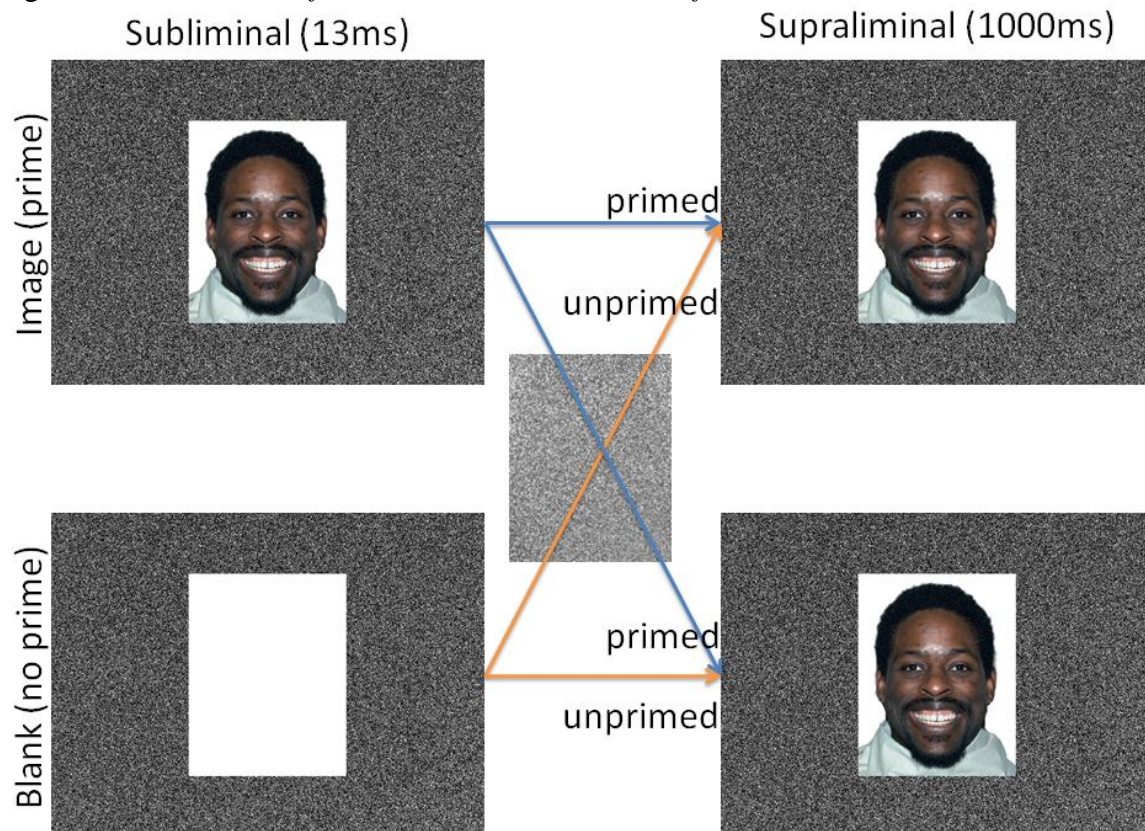 Subliminal (13ms)
Supraliminal (1000ms)
Image (prime)
primed
unprimed
Blank (no prime)
primed
unprimed